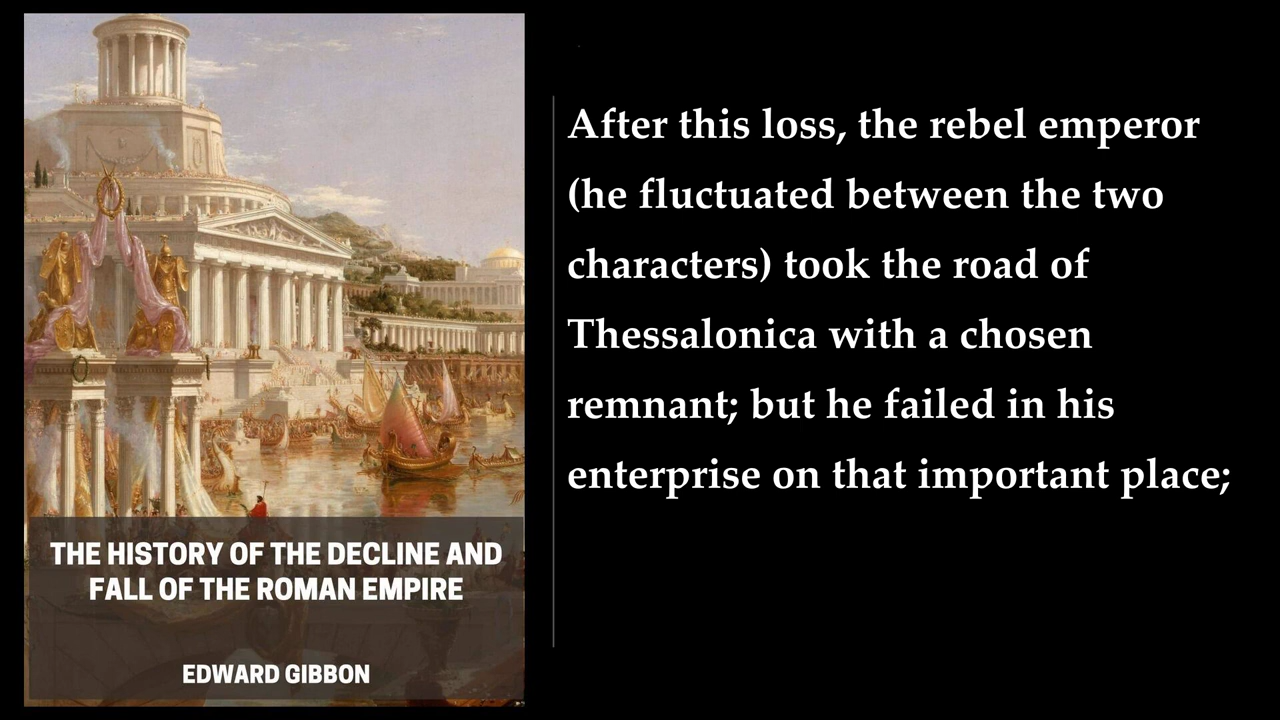 THE HISTORY OF THE DECLINE AND
FALL OF THE ROMAN EMPIRE
EDWARD GIBBON
After this loss, the rebel emperor
(he fluctuated between the two
characters) took the road of
Thessalonica with a chosen
remnant; but he failed in his
enterprise on that important place;